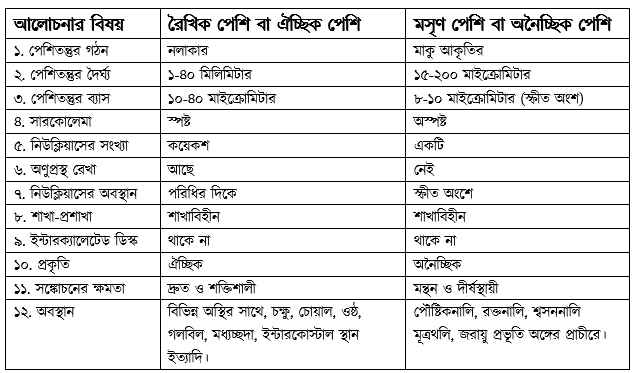 আলোচনার বিষয় রৈখিক পেশি বা ঐচ্ছিক পেশি মসৃণ পেশি বা অনৈচ্ছিক পেশি
১. পেশিতন্তুর গঠন নলাকার মাকু আকৃতির
২. পেশিতন্তুর দৈর্ঘ্য ১-৪০ মিলিমিটার ১৫-২০০ মাইক্রোমিটার
৩. পেশিতন্তুর ব্যাস ১০-৪০ মাইক্রোমিটার ৮-১০ মাইক্রোমিটার (স্ফীত অংশ)
৪. সারকোলেমা স্পষ্ট অস্পষ্ট
৫. নিউক্লিয়াসের সংখ্যা কয়েকশ একটি
৬. অণুপ্রস্থ রেখা আছে নেই
৭. নিউক্লিয়াসের অবস্থান পরিধির দিকে স্ফীত অংশে
৮. শাখা-প্রশাখা শাখাবিহীন শাখাবিহীন
৯. ইন্টারক্যালেটেড ডিস্ক থাকে না থাকে না
১০. প্রকৃতি ঐচ্ছিক অনৈচ্ছিক
১১. সঙ্কোচনের ক্ষমতা দ্রুত ও শক্তিশালী মন্থন ও দীর্ঘস্থায়ী
১২. অবস্থান বিভিন্ন অস্থির সাথে, চক্ষু, চোয়াল, ওষ্ঠ, পৌষ্টিকনালি, রক্তনালি, শ্বসননালি
গলবিল, মধ্যচ্ছদা, ইন্টারকোস্টাল স্থান মূত্রথলি, জরায়ু প্রভৃতি অঙ্গের প্রাচীরে।
ইত্যাদি।